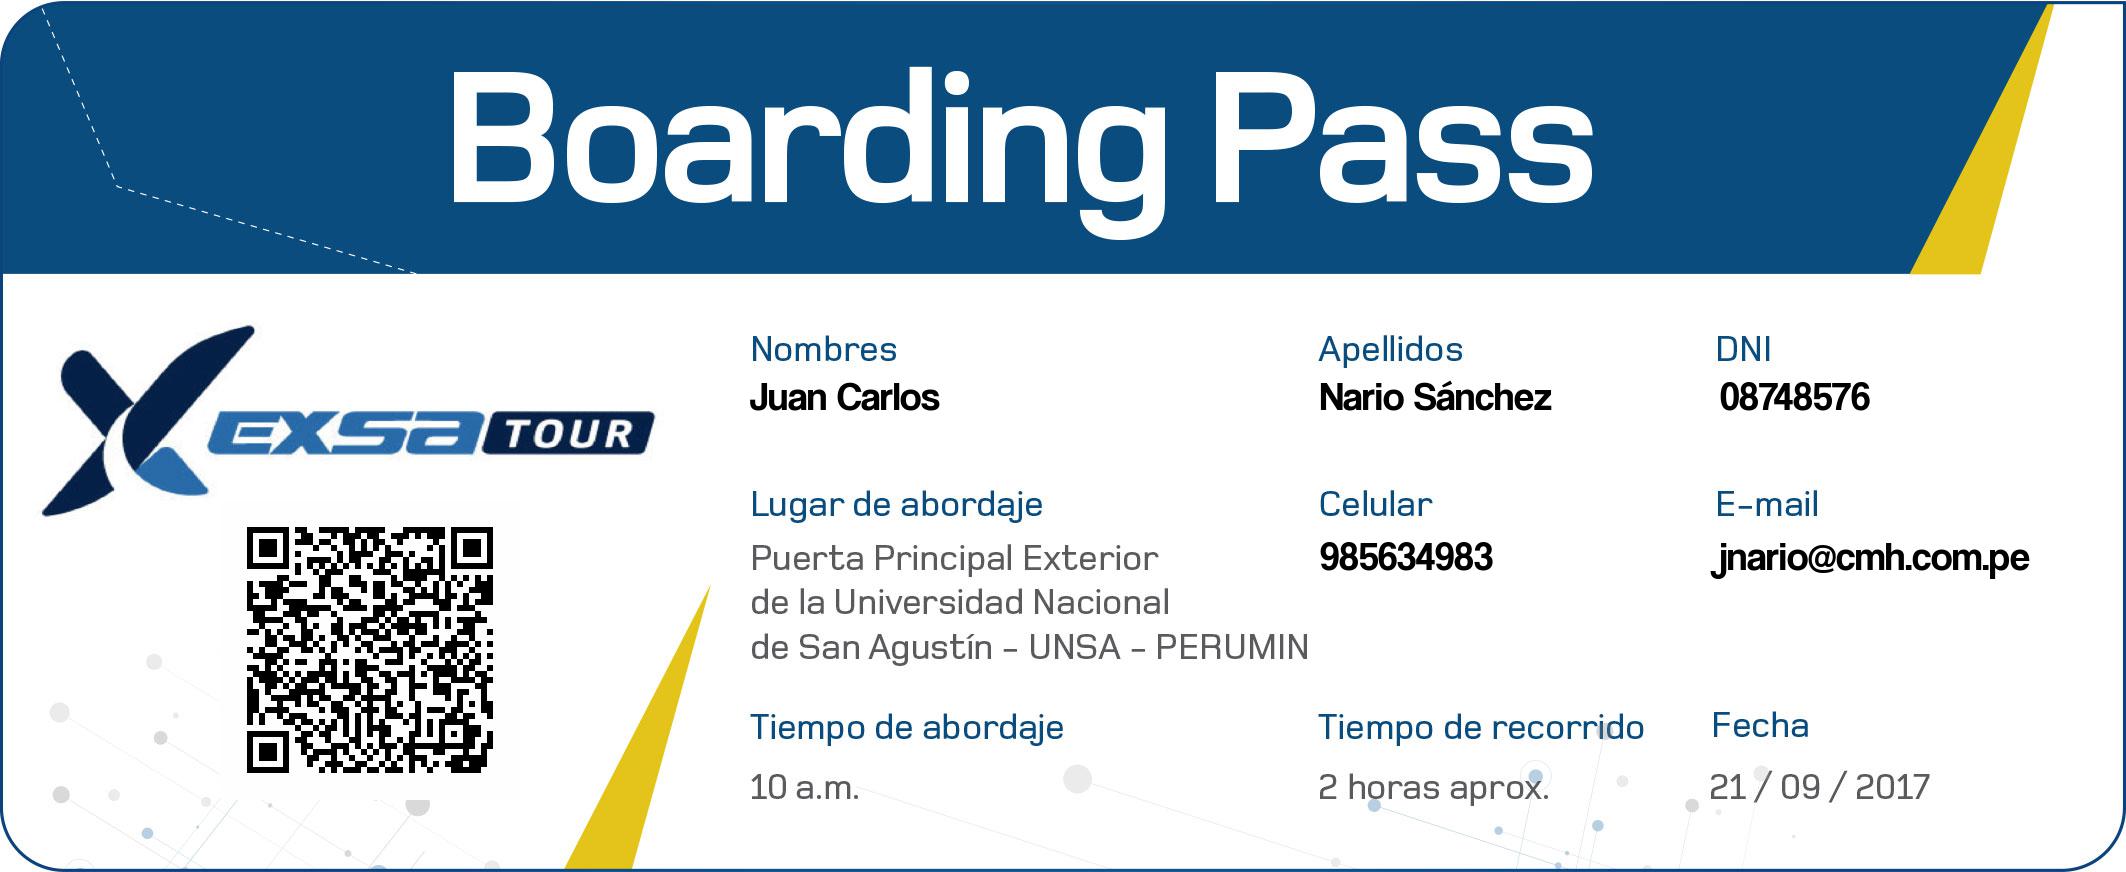 Boarding Pass
EXSA TOUR
Nombres
Juan Carlos
Apellidos
Nario Sánchez
DNI
08748576
Lugar de abordaje
Puerta Principal Exterior
de la Universidad Nacional
de San Agustín - UNSA - PERUMIN
Celular
985634983
E-mail
jnario@cmh.com.pe
Tiempo de abordaje
10 a.m.
Tiempo de recorrido
2 horas aprox.
Fecha
21 / 09 / 2017